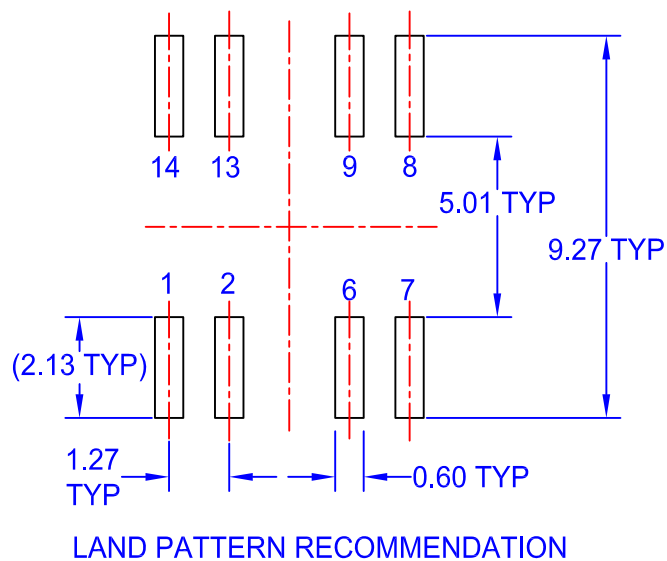 14 13 9 8
5.01 TYP
9.27 TYP
1 2 6 7
(2.13 TYP)
1.27
TYP
0.60 TYP
LAND PATTERN RECOMMENDATION